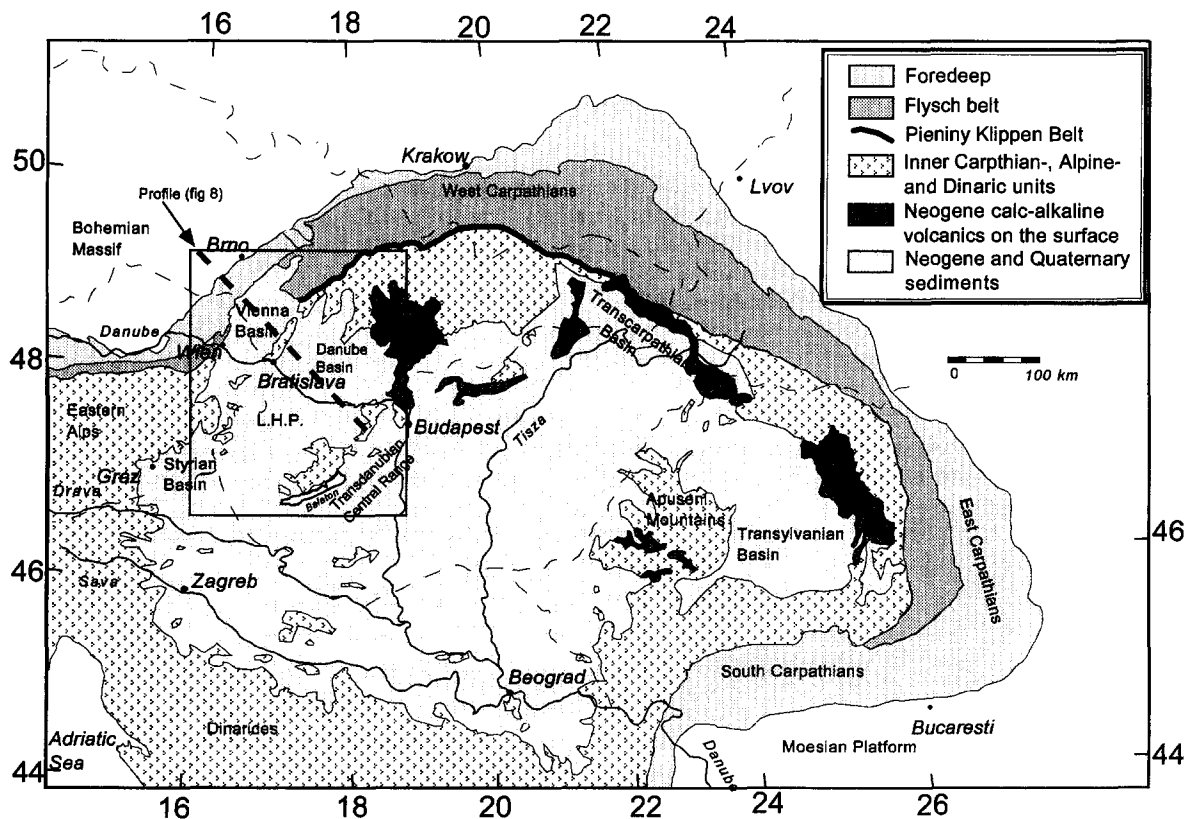 16
18
20
22
24
Foredeep
Flysch belt
Pieniny Klippen Belt
Inner Carpthian-, Alpine-
and Dinaric units
Neogene calc-alkaline
volcanics on the surface
Neogene and Quaternary
sediments
50
Krakow
Lvov
West Carpathians
Profile (fig 8)
Bohemian
Massif
Brno
Vienna
Basin
Danube
Wien
48
Danube
Basin
Transcarpathian
Basin
0 100 km
Bratislava
L.H.P.
Budapest
Tisza
Eastern
Alps
Styrian
Basin
Graz
Drava
Balaton
Transdanubian
Central Range
Apuseni
Mountains
Transylvanian
Basin
East Carpathians
46
46
Sava
Zagreb
Beograd
South Carpathians
Dinarides
Adriatic
Sea
Danube
Moesian Platform
Bucaresti
44
44
16
18
20
22
24
26